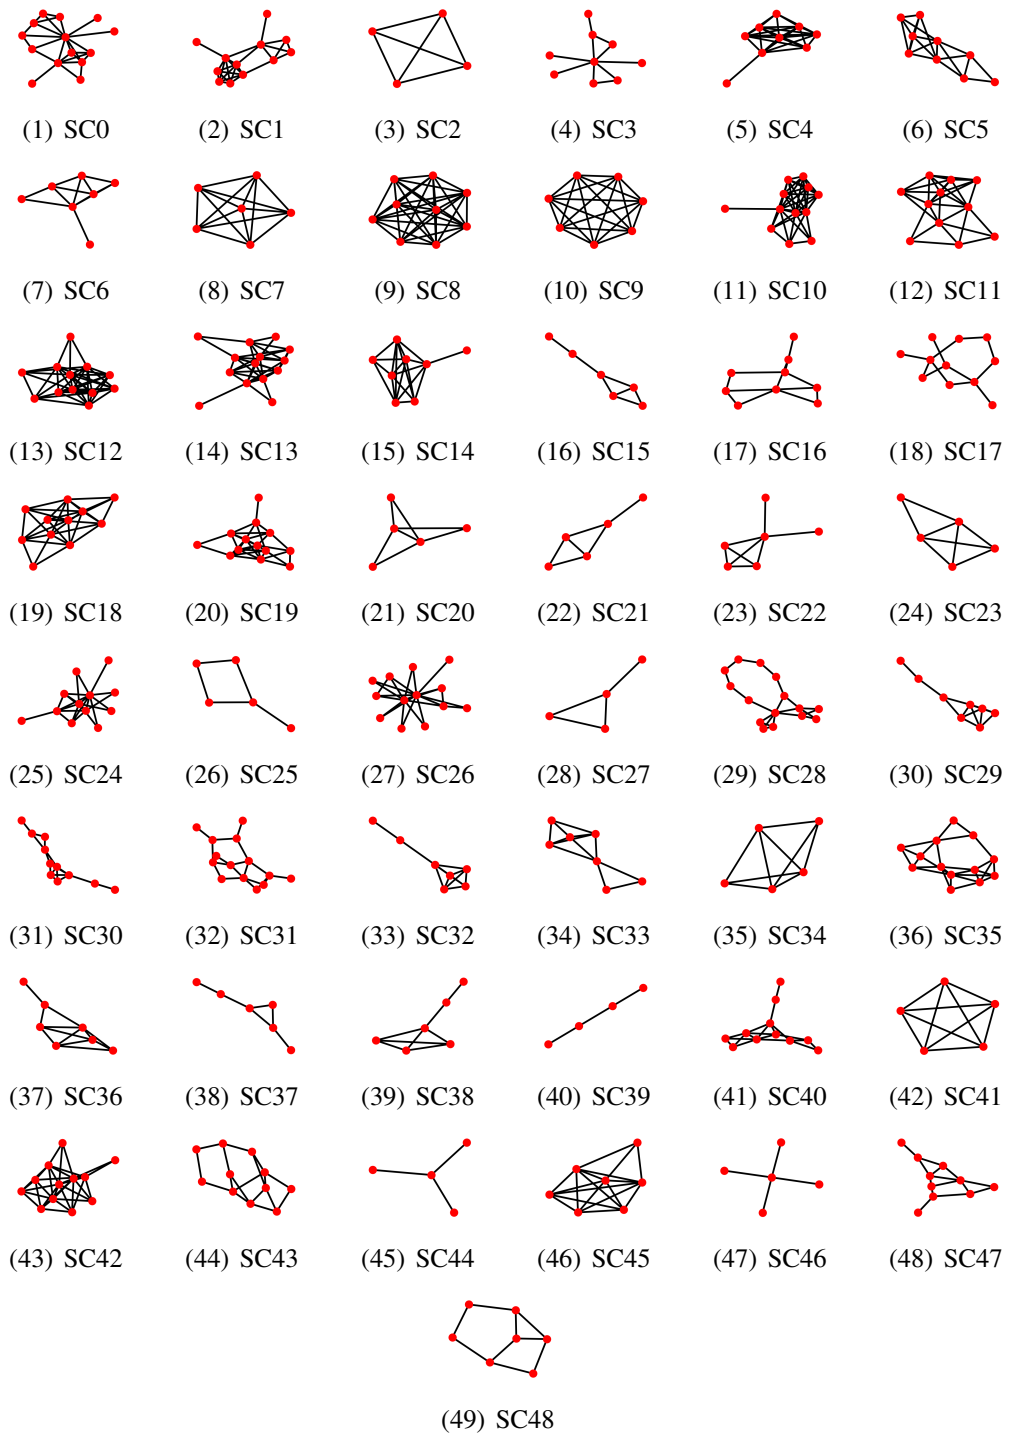 (1) SC0 (2) SC1 (3) SC2 (4) SC3 (5) SC4 (6) SC5
(7) SC6 (8) SC7 (9) SC8 (10) SC9 (11) SC10 (12) SC11
(13) SC12 (14) SC13 (15) SC14 (16) SC15 (17) SC16 (18) SC17
(19) SC18 (20) SC19 (21) SC20 (22) SC21 (23) SC22 (24) SC23
(25) SC24 (26) SC25 (27) SC26 (28) SC27 (29) SC28 (30) SC29
(31) SC30 (32) SC31 (33) SC32 (34) SC33 (35) SC34 (36) SC35
(37) SC36 (38) SC37 (39) SC38 (40) SC39 (41) SC40 (42) SC41
(43) SC42 (44) SC43 (45) SC44 (46) SC45 (47) SC46 (48) SC47
(49) SC48